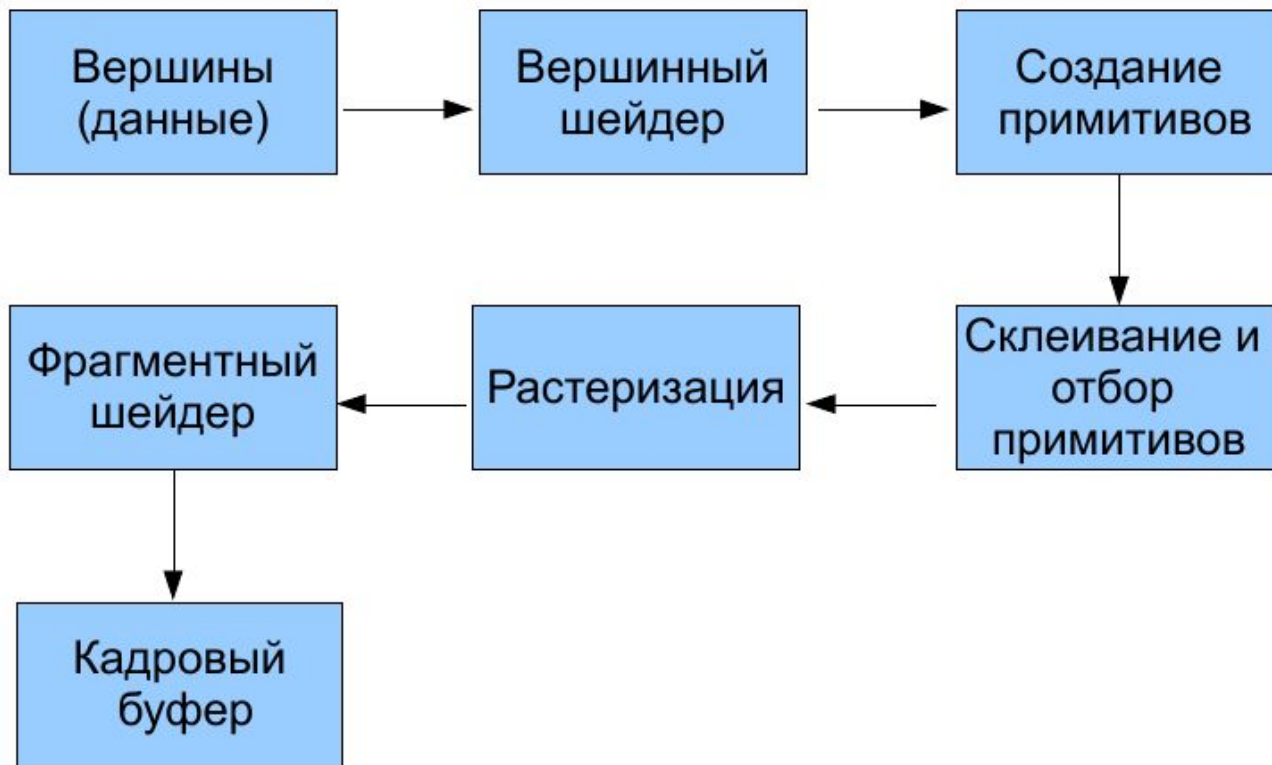 Вершины
(данные)
Вершинный
шейдер
Создание
примитивов
Склеивание и
отбор
примитивов
Растеризация
Фрагментный
шейдер
Кадровый
буфер